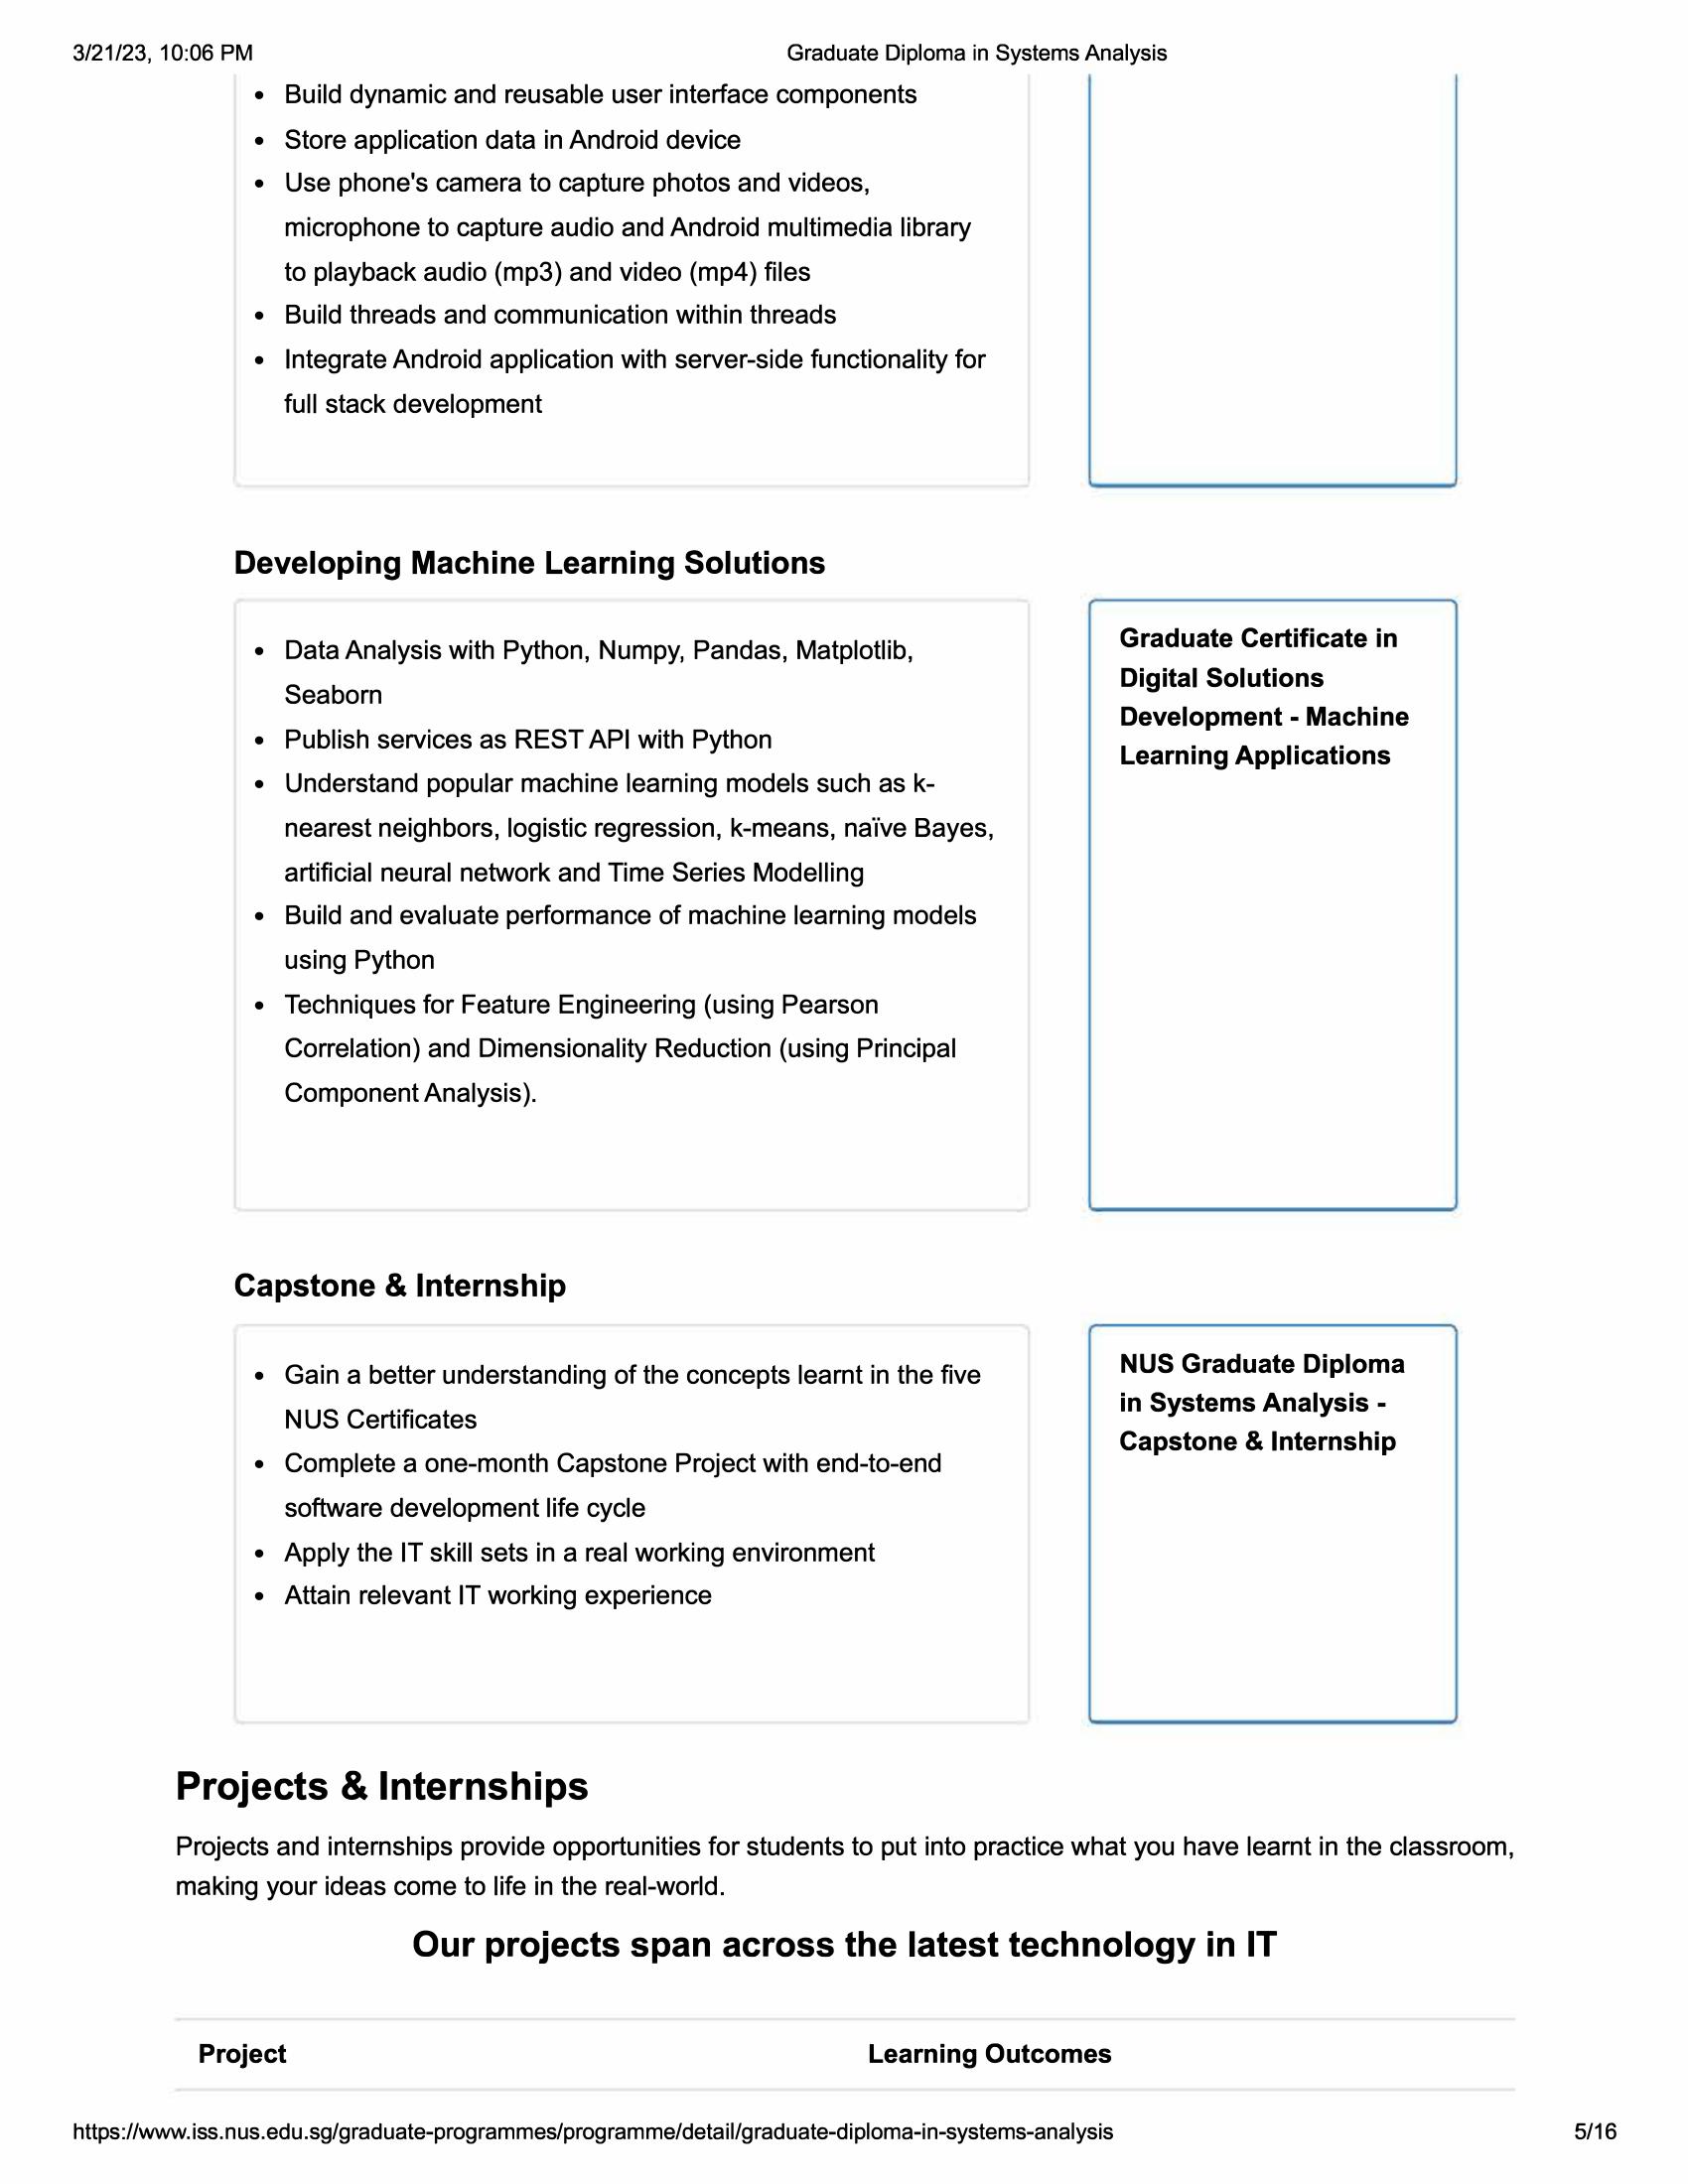 3/21/23, 10:06 PM
Graduate Diploma in Systems Analysis
• Build dynamic and reusable user interface components
• Store application data in Android device
• Use phone's camera to capture photos and videos,
microphone to capture audio and Android multimedia library
to playback audio (mp3) and video (mp4) files
• Build threads and communication within threads
• Integrate Android application with server-side functionality for
full stack development
Developing Machine Learning Solutions
• Data Analysis with Python, Numpy, Pandas, Matplotlib,
Seaborn
• Publish services as REST API with Python
• Understand popular machine learning models such as k-
nearest neighbors, logistic regression, k-means, naïve Bayes,
artificial neural network and Time Series Modelling
• Build and evaluate performance of machine learning models
using Python
• Techniques for Feature Engineering (using Pearson
Correlation) and Dimensionality Reduction (using Principal
Component Analysis).
Graduate Certificate in
Digital Solutions
Development - Machine
Learning Applications
Capstone & Internship
• Gain a better understanding of the concepts learnt in the five
NUS Certificates
• Complete a one-month Capstone Project with end-to-end
software development life cycle
• Apply the IT skill sets in a real working environment
• Attain relevant IT working experience
NUS Graduate Diploma
in Systems Analysis -
Capstone & Internship
Projects & Internships
Projects and internships provide opportunities for students to put into practice what you have learnt in the classroom,
making your ideas come to life in the real-world.
Our projects span across the latest technology in IT
Project
Learning Outcomes
https://www.iss.nus.edu.sg/graduate-programmes/programme/detail/graduate-diploma-in-systems-analysis
5/16